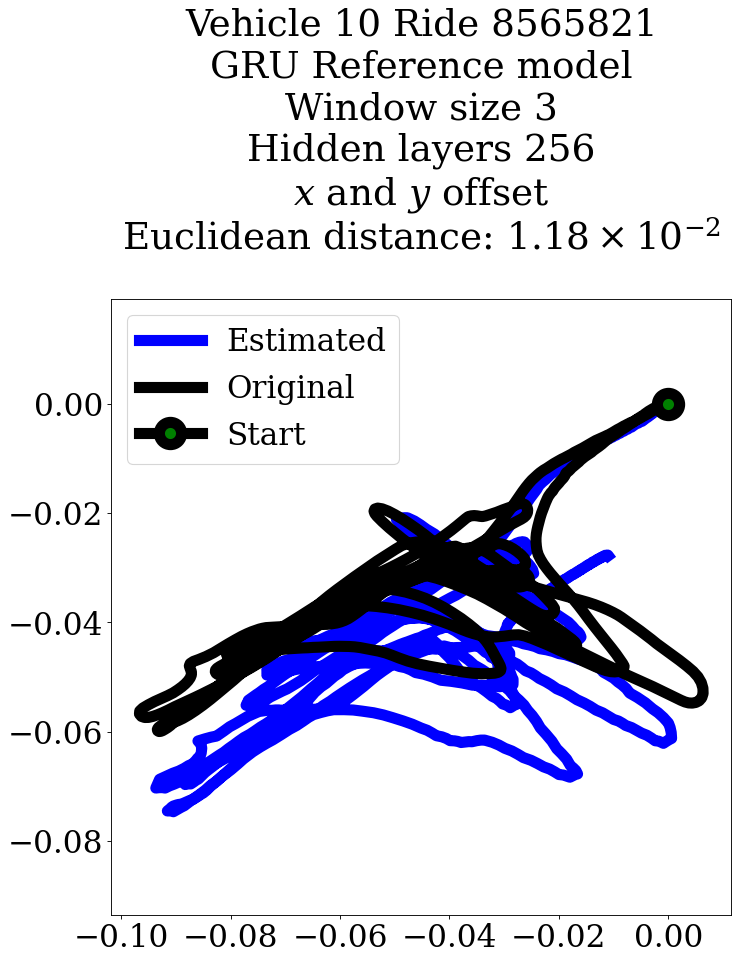 Vehicle 10 Ride 8565821
GRU Reference model
Window size 3
Hidden layers 256
x and y offset
Euclidean distance: 1.18 × 10⁻²
Estimated
Original
Start
0.00
−0.02
−0.04
−0.06
−0.08
−0.10 −0.08 −0.06 −0.04 −0.02 0.00